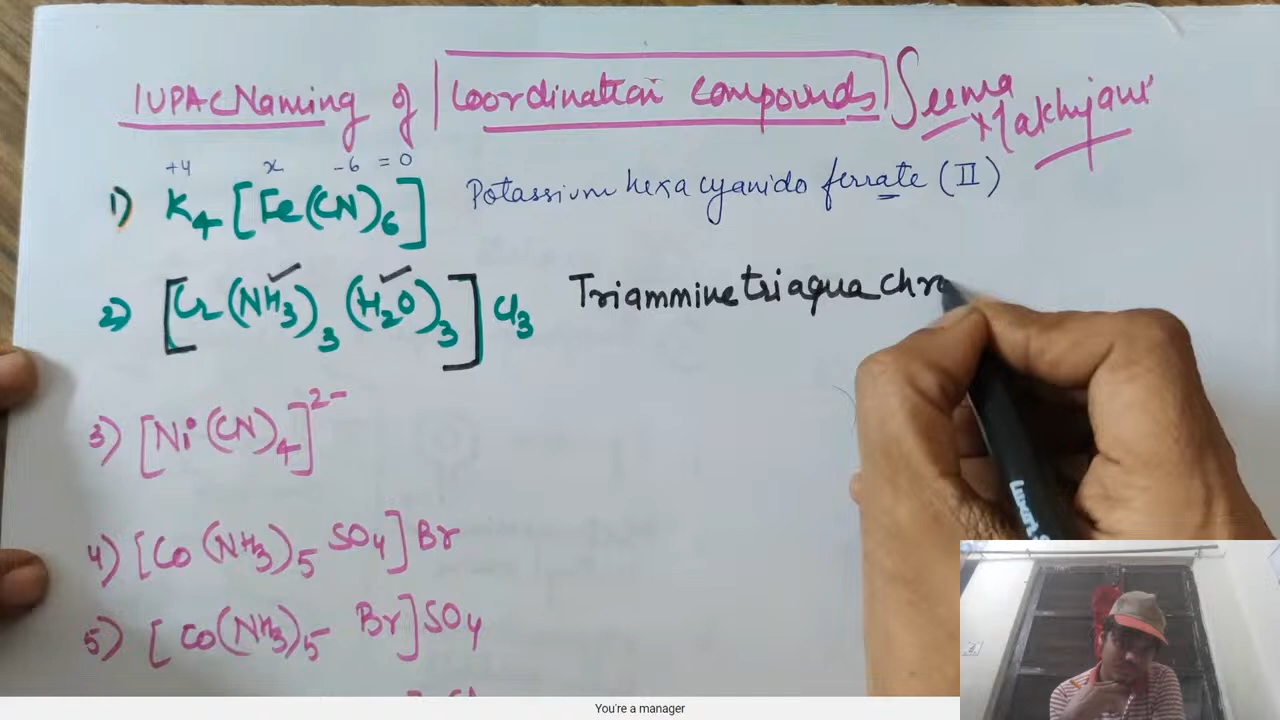 IUPAC Naming of Coordination compounds Seema Makhijani
+4 x -6 = 0
1) K4 [Fe(CN)6] Potassium hexa cyanido ferrate (II)
2) [Cr(NH3)3 (H2O)3] Cl3 Triammine triaqua chro
3) [Ni(CN)4]2-
4) [Co(NH3)5 SO4] Br
5) [Co(NH3)5 Br] SO4
You're a manager